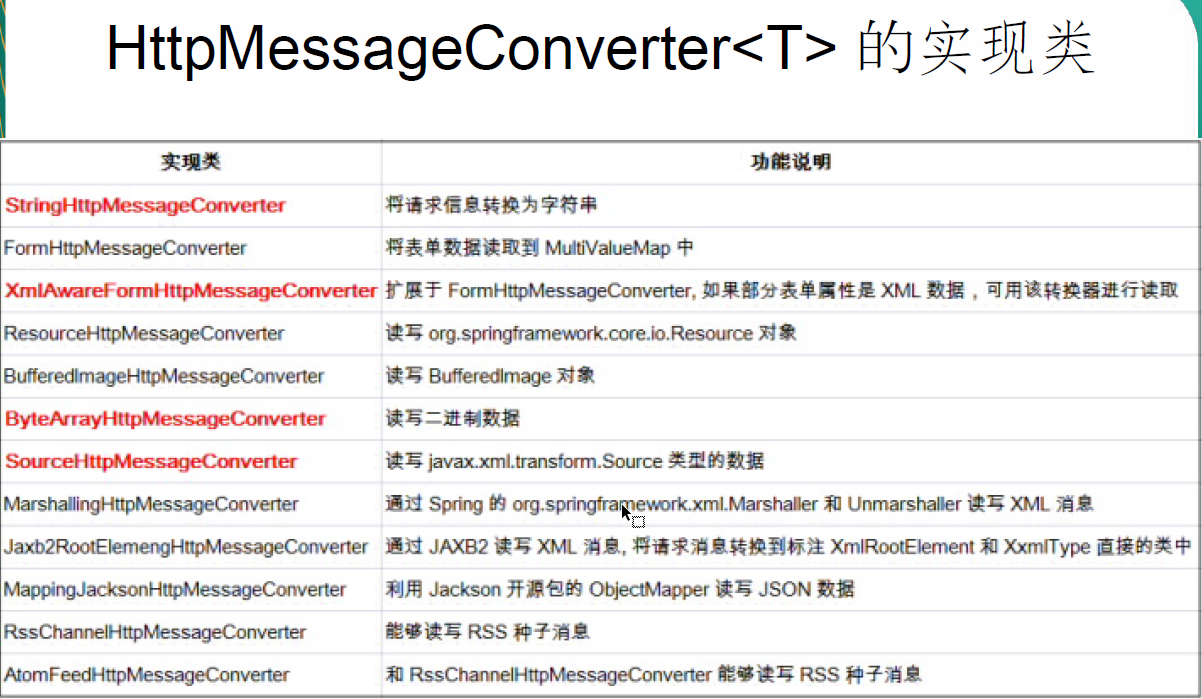 HttpMessageConverter<T> 的实现类
实现类 功能说明
StringHttpMessageConverter 将请求信息转换为字符串
FormHttpMessageConverter 将表单数据读取到 MultiValueMap 中
XmlAwareFormHttpMessageConverter 扩展于 FormHttpMessageConverter, 如果部分表单属性是 XML 数据，可用该转换器进行读取
ResourceHttpMessageConverter 读写 org.springframework.core.io.Resource 对象
BufferedImageHttpMessageConverter 读写 BufferedImage 对象
ByteArrayHttpMessageConverter 读写二进制数据
SourceHttpMessageConverter 读写 javax.xml.transform.Source 类型的数据
MarshallingHttpMessageConverter 通过 Spring 的 org.springframework.xml.Marshaller 和 Unmarshaller 读写 XML 消息
Jaxb2RootElemengHttpMessageConverter 通过 JAXB2 读写 XML 消息, 将请求消息转换到标注 XmlRootElement 和 XxmlType 直接的类中
MappingJacksonHttpMessageConverter 利用 Jackson 开源包的 ObjectMapper 读写 JSON 数据
RssChannelHttpMessageConverter 能够读写 RSS 种子消息
AtomFeedHttpMessageConverter 和 RssChannelHttpMessageConverter 能够读写 RSS 种子消息